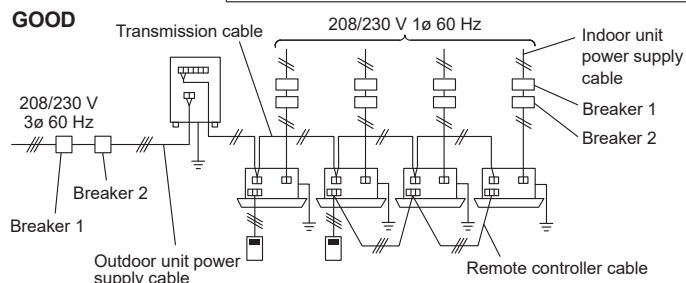 GOOD
Transmission cable
208/230 V 1ø 60 Hz
Indoor unit
power supply
cable
Breaker 1
Breaker 2
208/230 V
3ø 60 Hz
Breaker 2
Breaker 1
Outdoor unit power
supply cable
Remote controller cable